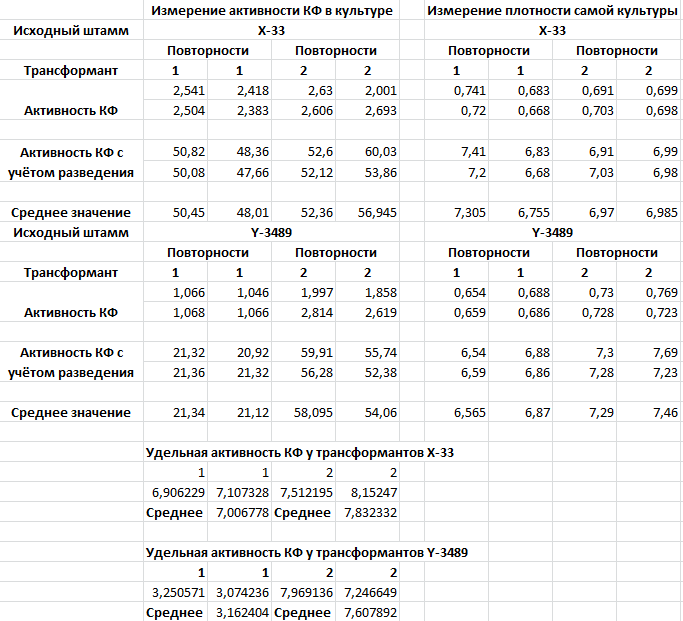 Измерение активности КФ в культуре Измерение плотности самой культуры
Исходный штамм X-33 X-33
Повторности Повторности Повторности Повторности
Трансформант 1 1 2 2 1 1 2 2
2,541 2,418 2,63 2,001 0,741 0,683 0,691 0,699
Активность КФ 2,504 2,383 2,606 2,693 0,72 0,668 0,703 0,698
Активность КФ с 50,82 48,36 52,6 60,03 7,41 6,83 6,91 6,99
учётом разведения 50,08 47,66 52,12 53,86 7,2 6,68 7,03 6,98
Среднее значение 50,45 48,01 52,36 56,945 7,305 6,755 6,97 6,985
Исходный штамм Y-3489 Y-3489
Повторности Повторности Повторности Повторности
Трансформант 1 1 2 2 1 1 2 2
1,066 1,046 1,997 1,858 0,654 0,688 0,73 0,769
Активность КФ 1,068 1,066 2,814 2,619 0,659 0,686 0,728 0,723
Активность КФ с 21,32 20,92 59,91 55,74 6,54 6,88 7,3 7,69
учётом разведения 21,36 21,32 56,28 52,38 6,59 6,86 7,28 7,23
Среднее значение 21,34 21,12 58,095 54,06 6,565 6,87 7,29 7,46
Удельная активность КФ у трансформантов X-33
1 1 2 2
6,906229 7,107328 7,512195 8,15247
Среднее 7,006778 Среднее 7,832332
Удельная активность КФ у трансформантов Y-3489
1 1 2 2
3,250571 3,074236 7,969136 7,246649
Среднее 3,162404 Среднее 7,607892